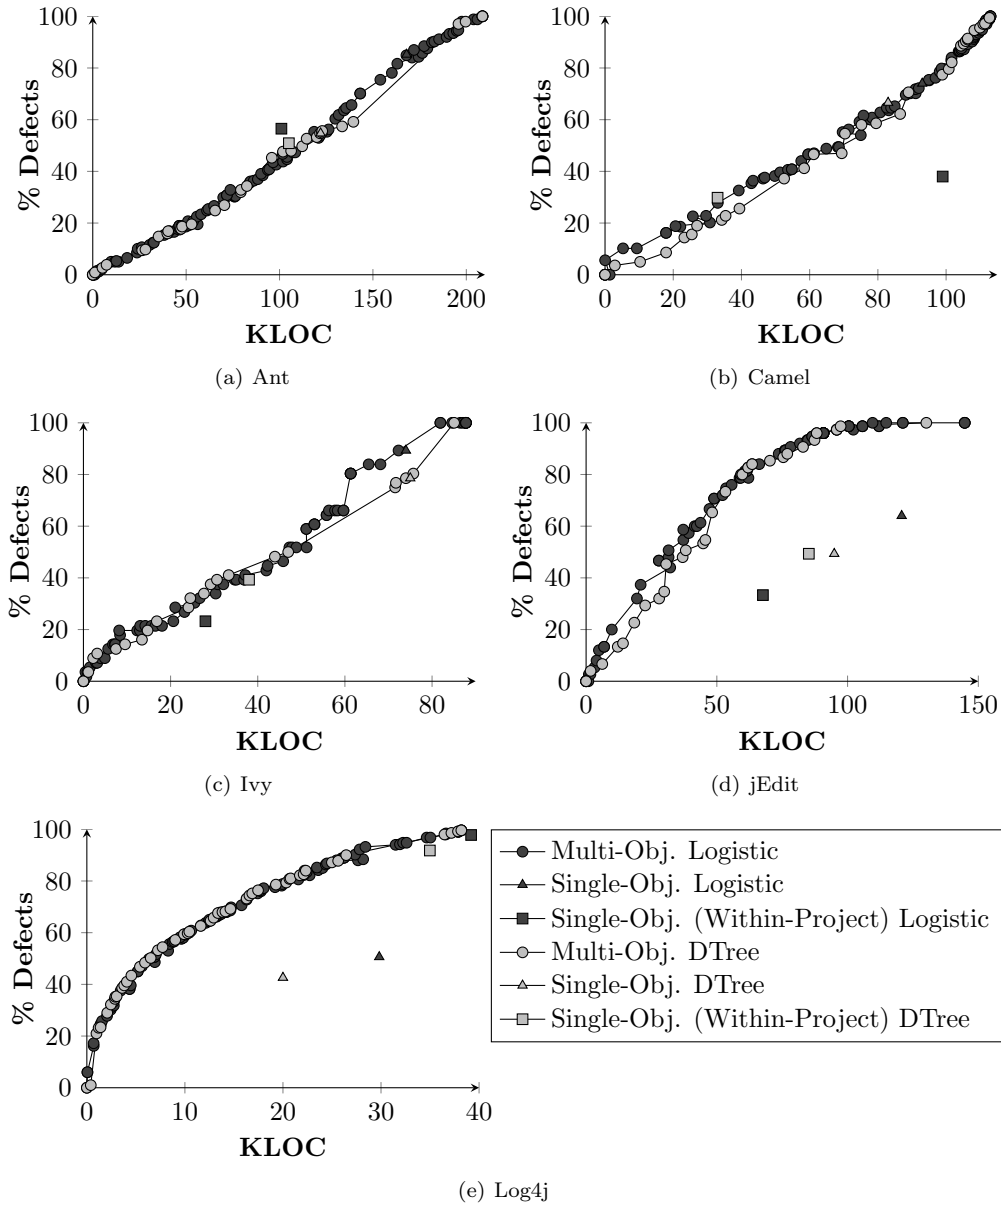 100
80
60
40
20
0
% Defects
0 50 100 150 200
KLOC
(a) Ant
100
80
60
40
20
0
% Defects
0 20 40 60 80 100
KLOC
(b) Camel
100
80
60
40
20
0
% Defects
0 20 40 60 80
KLOC
(c) Ivy
100
80
60
40
20
0
% Defects
0 50 100 150
KLOC
(d) jEdit
100
80
60
40
20
0
% Defects
0 10 20 30 40
KLOC
Multi-Obj. Logistic
Single-Obj. Logistic
Single-Obj. (Within-Project) Logistic
Multi-Obj. DTree
Single-Obj. DTree
Single-Obj. (Within-Project) DTree
(e) Log4j